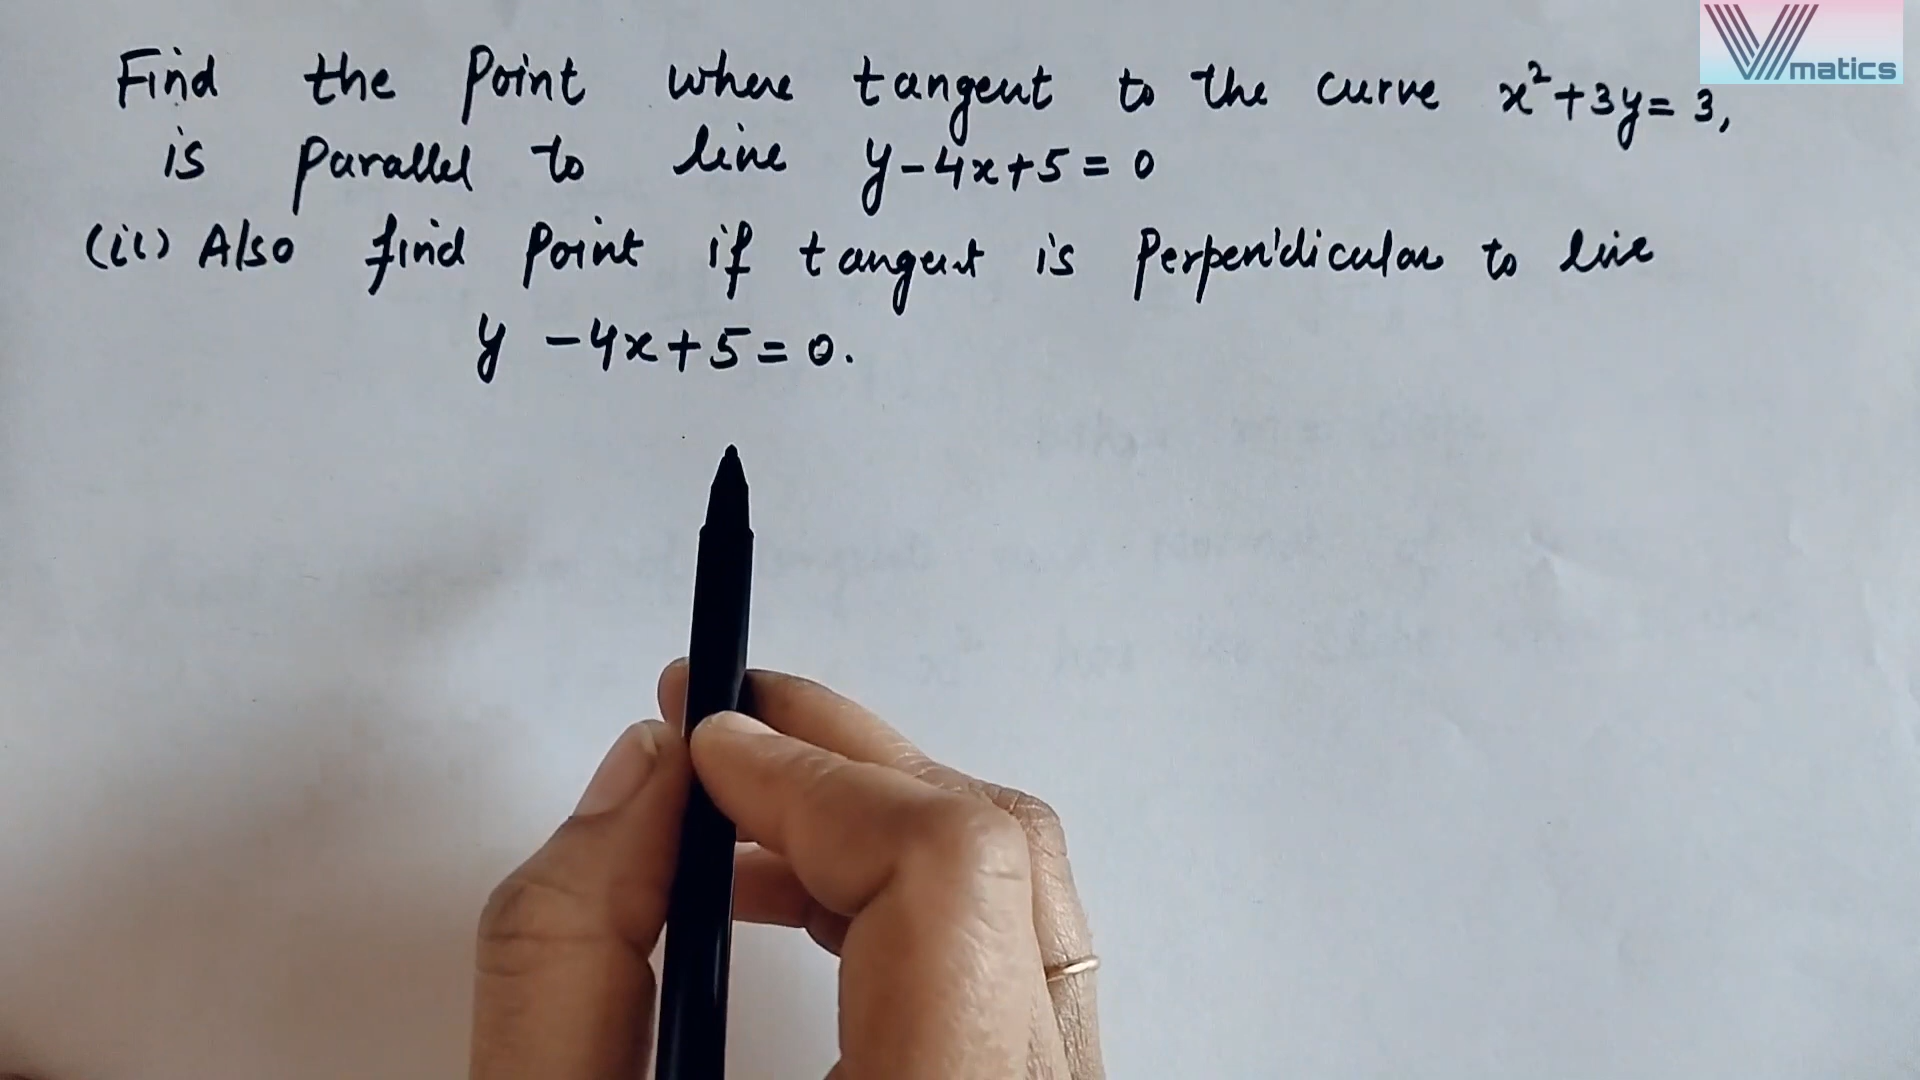 matics
Find the Point where tangent to the curve x²+3y=3,
is parallel to line y-4x+5=0
(ii) Also find Point if tangent is Perpendicular to line
y -4x+5=0.